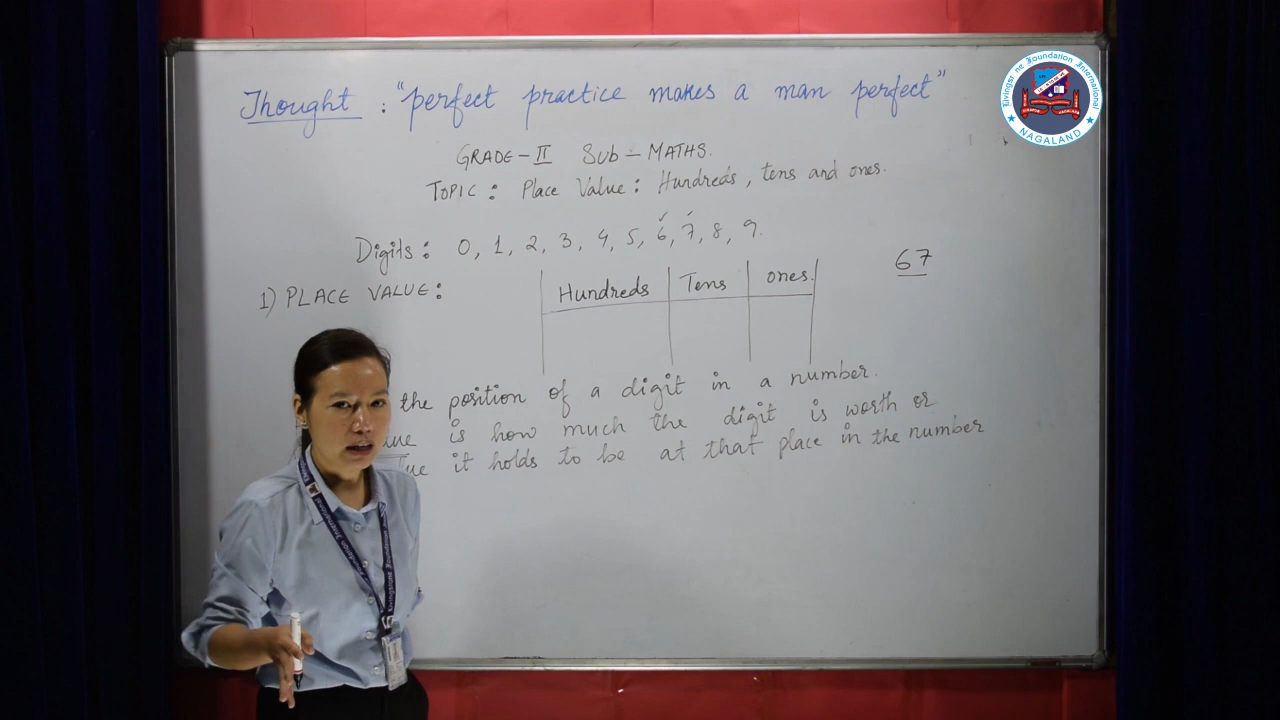 Thought : "perfect practice makes a man perfect"
GRADE-II Sub-MATHS.
TOPIC : Place Value : Hundreds, tens and ones.
Digits : 0, 1, 2, 3, 4, 5, 6, 7, 8, 9.
67
1) PLACE VALUE :
Hundreds Tens ones.
the position of a digit in a number.
is how much the digit is worth or
it holds to be at that place in the number
Livingstone Foundation International
NAGALAND